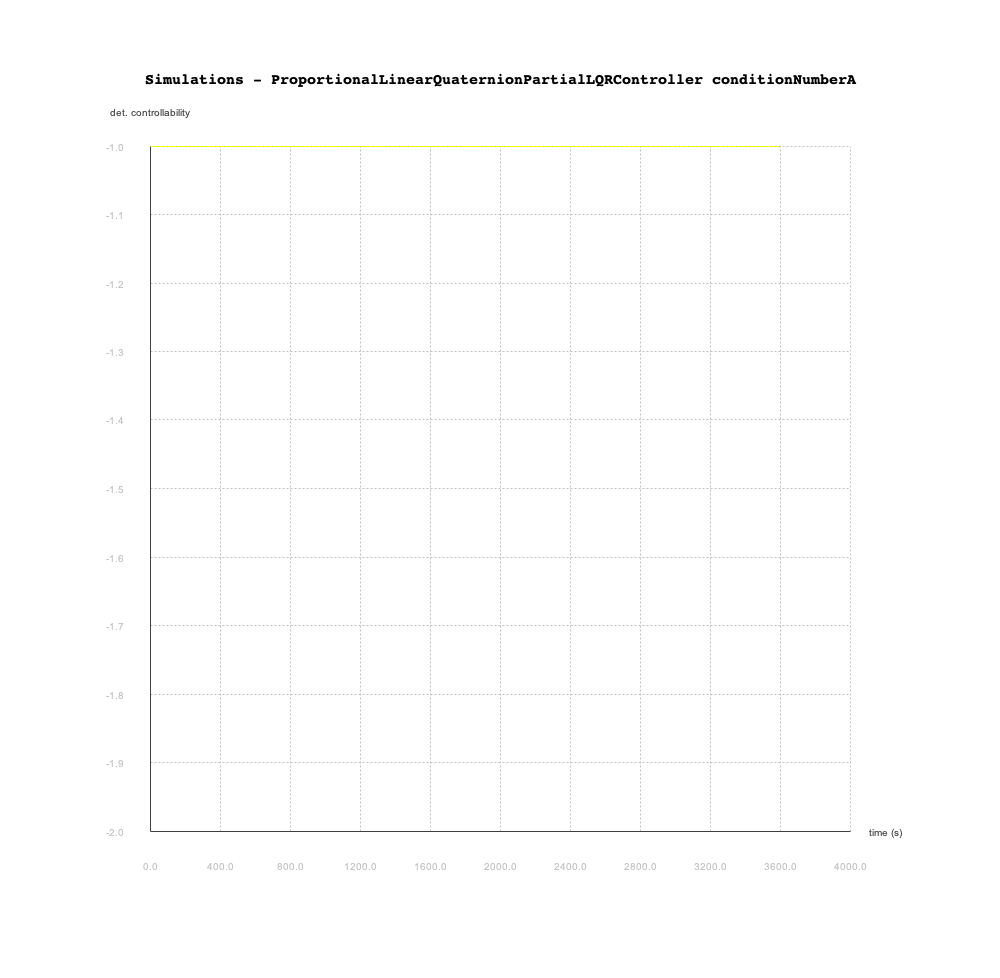 Simulations - ProportionalLinearQuaternionPartialLQRController conditionNumberA
det. controllability
-1.0
-1.1
-1.2
-1.3
-1.4
-1.5
-1.6
-1.7
-1.8
-1.9
-2.0
time (s)
0.0 400.0 800.0 1200.0 1600.0 2000.0 2400.0 2800.0 3200.0 3600.0 4000.0